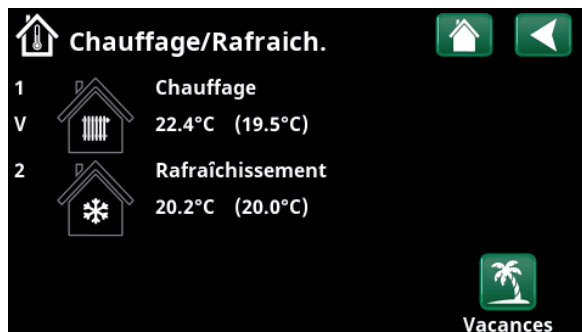 Chauffage/Rafraich.
1 Chauffage
V 22.4°C (19.5°C)
2 Rafraîchissement
20.2°C (20.0°C)
Vacances